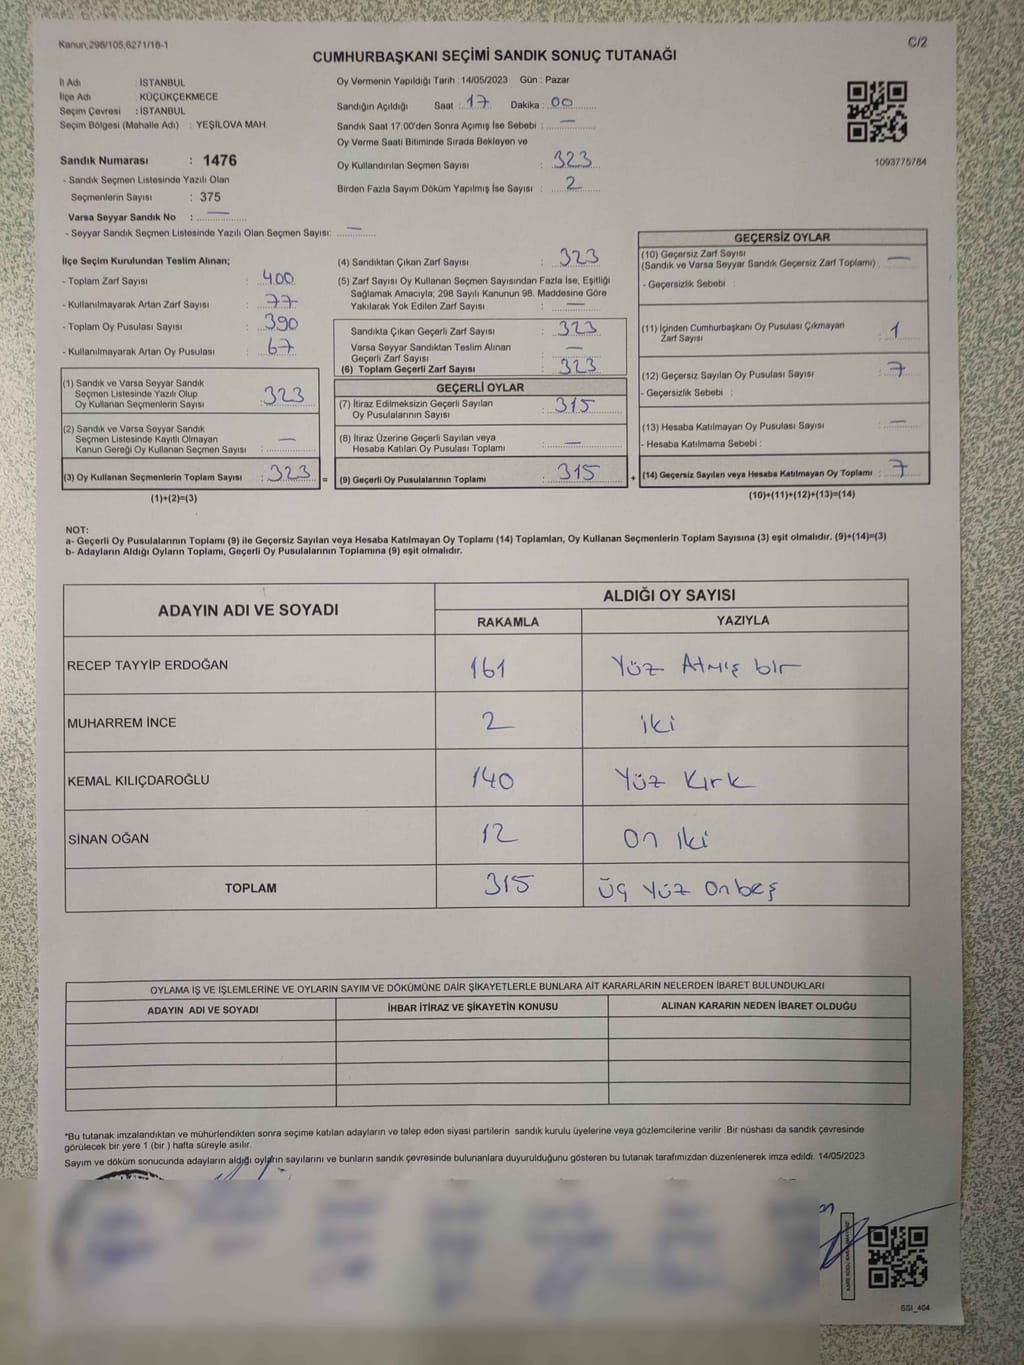 Kanun,298/105,6271/18-1
C/2
CUMHURBAŞKANI SEÇİMİ SANDIK SONUÇ TUTANAĞI
İl Adı : İSTANBUL
İlçe Adı : KÜÇÜKÇEKMECE
Seçim Çevresi : İSTANBUL
Seçim Bölgesi (Mahalle Adı) : YEŞİLOVA MAH.
Sandık Numarası : 1476
- Sandık Seçmen Listesinde Yazılı Olan
Seçmenlerin Sayısı : 375
Varsa Seyyar Sandık No : —
- Seyyar Sandık Seçmen Listesinde Yazılı Olan Seçmen Sayısı: —
Oy Vermenin Yapıldığı Tarih : 14/05/2023 Gün : Pazar
Sandığın Açıldığı Saat : 17 Dakika : 00
Sandık Saat 17:00'den Sonra Açımış İse Sebebi : —
Oy Verme Saati Bitiminde Sırada Bekleyen ve
Oy Kullandırılan Seçmen Sayısı : 323
Birden Fazla Sayım Döküm Yapılmış İse Sayısı : 2
1093775784
İlçe Seçim Kurulundan Teslim Alınan;
- Toplam Zarf Sayısı : 400
- Kullanılmayarak Artan Zarf Sayısı : 77
- Toplam Oy Pusulası Sayısı : 390
- Kullanılmayarak Artan Oy Pusulası : 67
(1) Sandık ve Varsa Seyyar Sandık
Seçmen Listesinde Yazılı Olup
Oy Kullanan Seçmenlerin Sayısı : 323
(2) Sandık ve Varsa Seyyar Sandık
Seçmen Listesinde Kayıtlı Olmayan
Kanun Gereği Oy Kullanan Seçmen Sayısı : —
(3) Oy Kullanan Seçmenlerin Toplam Sayısı : 323 =
(1)+(2)=(3)
(4) Sandıktan Çıkan Zarf Sayısı : 323
(5) Zarf Sayısı Oy Kullanan Seçmen Sayısından Fazla İse, Eşitliği
Sağlamak Amacıyla; 298 Sayılı Kanunun 98. Maddesine Göre
Yakılarak Yok Edilen Zarf Sayısı : —
Sandıkta Çıkan Geçerli Zarf Sayısı : 323
Varsa Seyyar Sandıktan Teslim Alınan
Geçerli Zarf Sayısı : —
(6) Toplam Geçerli Zarf Sayısı : 323
GEÇERLİ OYLAR
(7) İtiraz Edilmeksizin Geçerli Sayılan
Oy Pusulalarının Sayısı : 315
(8) İtiraz Üzerine Geçerli Sayılan veya
Hesaba Katılan Oy Pusulası Toplamı : —
(9) Geçerli Oy Pusulalarının Toplamı : 315 +
GEÇERSİZ OYLAR
(10) Geçersiz Zarf Sayısı
(Sandık ve Varsa Seyyar Sandık Geçersiz Zarf Toplamı) : —
- Geçersizlik Sebebi :
(11) İçinden Cumhurbaşkanı Oy Pusulası Çıkmayan
Zarf Sayısı : 1
(12) Geçersiz Sayılan Oy Pusulası Sayısı : 7
- Geçersizlik Sebebi :
(13) Hesaba Katılmayan Oy Pusulası Sayısı : —
- Hesaba Katılmama Sebebi :
(14) Geçersiz Sayılan veya Hesaba Katılmayan Oy Toplamı : 7
(10)+(11)+(12)+(13)=(14)
NOT:
a- Geçerli Oy Pusulalarının Toplamı (9) ile Geçersiz Sayılan veya Hesaba Katılmayan Oy Toplamı (14) Toplamları, Oy Kullanan Seçmenlerin Toplam Sayısına (3) eşit olmalıdır. (9)+(14)=(3)
b- Adayların Aldığı Oyların Toplamı, Geçerli Oy Pusulalarının Toplamına (9) eşit olmalıdır.
ADAYIN ADI VE SOYADI
ALDIĞI OY SAYISI
RAKAMLA YAZIYLA
RECEP TAYYİP ERDOĞAN 161 Yüz Atmış bir
MUHARREM İNCE 2 iki
KEMAL KILIÇDAROĞLU 140 Yüz Kırk
SİNAN OĞAN 12 On iki
TOPLAM 315 üç Yüz Onbeş
OYLAMA İŞ VE İŞLEMLERİNE VE OYLARIN SAYIM VE DÖKÜMÜNE DAİR ŞİKAYETLERLE BUNLARA AİT KARARLARIN NELERDEN İBARET BULUNDUKLARI
ADAYIN ADI VE SOYADI İHBAR İTİRAZ VE ŞİKAYETİN KONUSU ALINAN KARARIN NEDEN İBARET OLDUĞU
*Bu tutanak imzalandıktan ve mühürlendikten sonra seçime katılan adayların ve talep eden siyasi partilerin sandık kurulu üyelerine veya gözlemcilerine verilir .Bir nüshası da sandık çevresinde
görülecek bir yere 1 (bir ) hafta süreyle asılır.
Sayım ve döküm sonucunda adayların aldığı oyların sayılarını ve bunların sandık çevresinde bulunanlara duyurulduğunu gösteren bu tutanak tarafımızdan düzenlenerek imza edildi. 14/05/2023
SGI_404